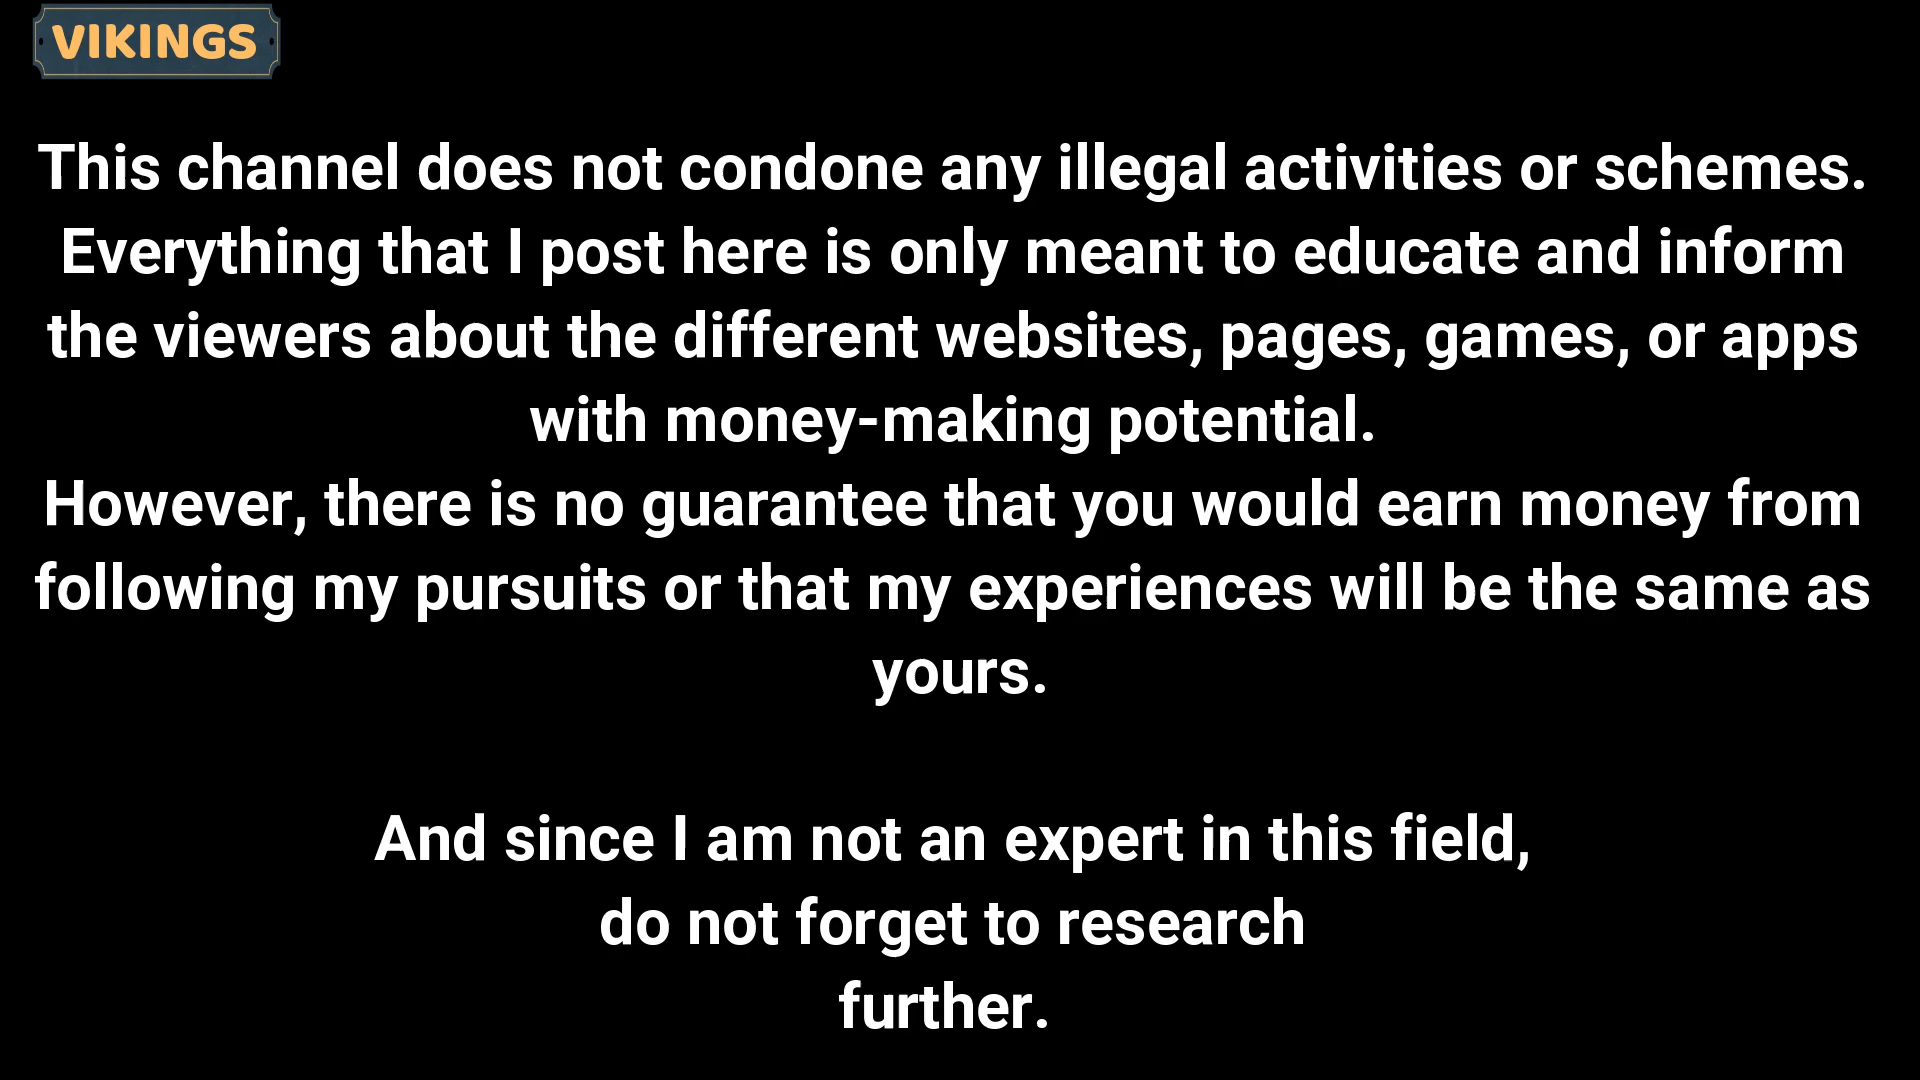 VIKINGS
This channel does not condone any illegal activities or schemes.
Everything that I post here is only meant to educate and inform
the viewers about the different websites, pages, games, or apps
with money-making potential.
However, there is no guarantee that you would earn money from
following my pursuits or that my experiences will be the same as
yours.
And since I am not an expert in this field,
do not forget to research
further.